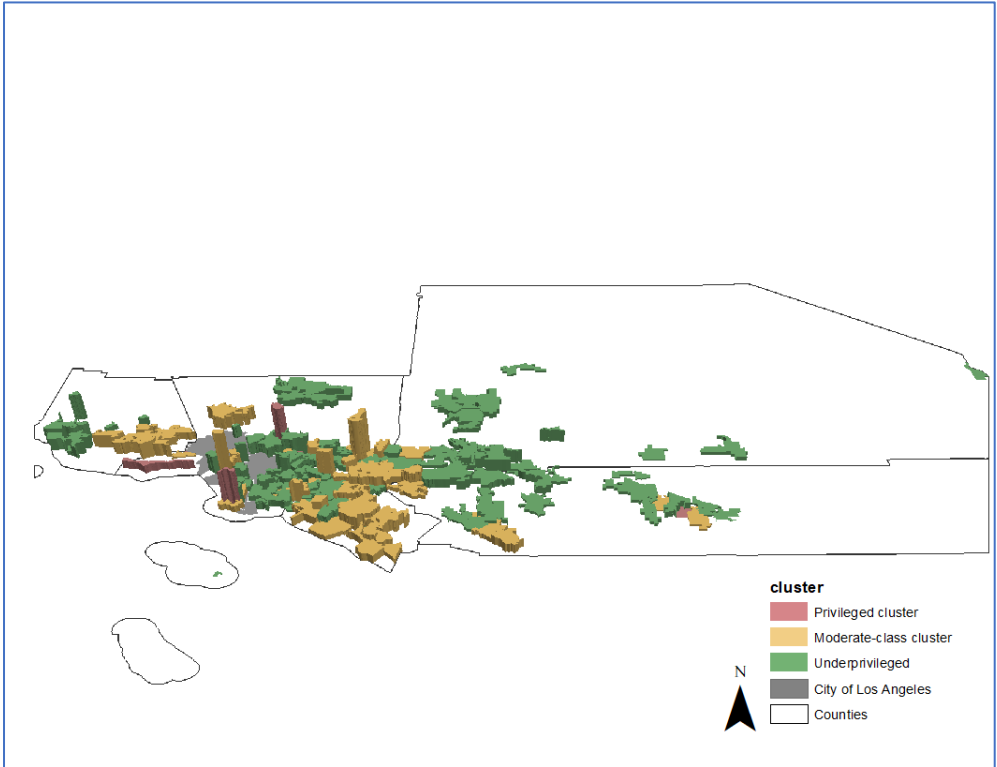 cluster
Privileged cluster
Moderate-class cluster
Underprivileged
City of Los Angeles
Counties
N